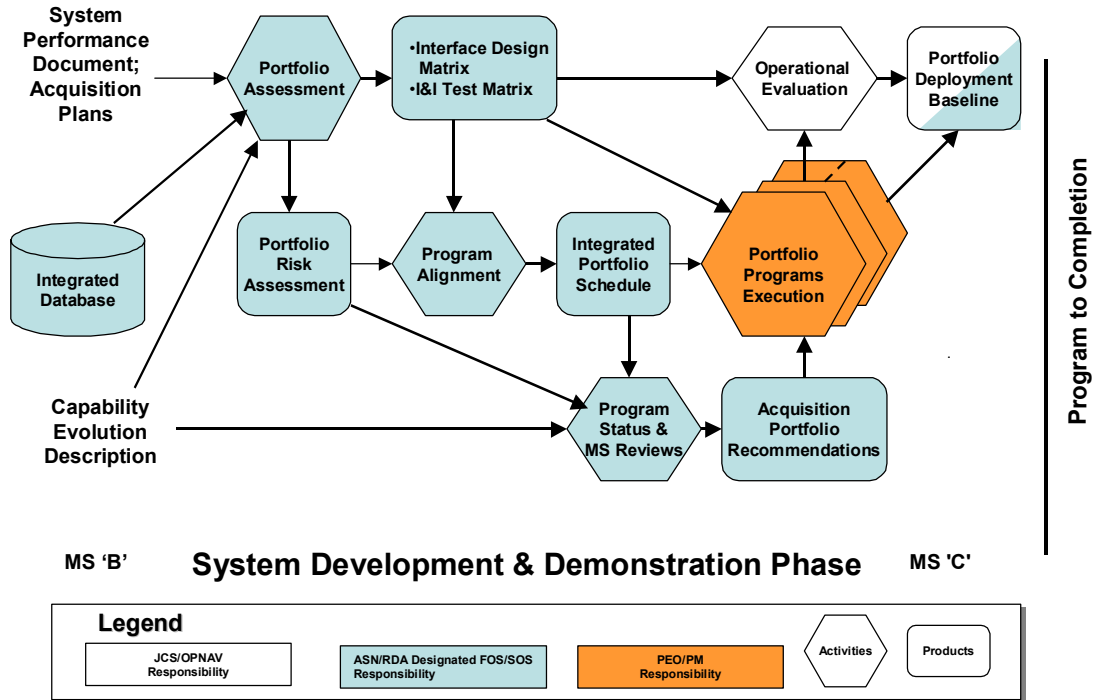 System
Performance
Document;
Acquisition
Plans
Portfolio
Assessment
•Interface Design
Matrix
•I&I Test Matrix
Operational
Evaluation
Portfolio
Deployment
Baseline
Integrated
Database
Portfolio
Risk
Assessment
Program
Alignment
Integrated
Portfolio
Schedule
Portfolio
Programs
Execution
Capability
Evolution
Description
Program
Status &
MS Reviews
Acquisition
Portfolio
Recommendations
Program to Completion
MS ‘B’
System Development & Demonstration Phase
MS 'C'
Legend
JCS/OPNAV
Responsibility
ASN/RDA Designated FOS/SOS
Responsibility
PEO/PM
Responsibility
Activities
Products